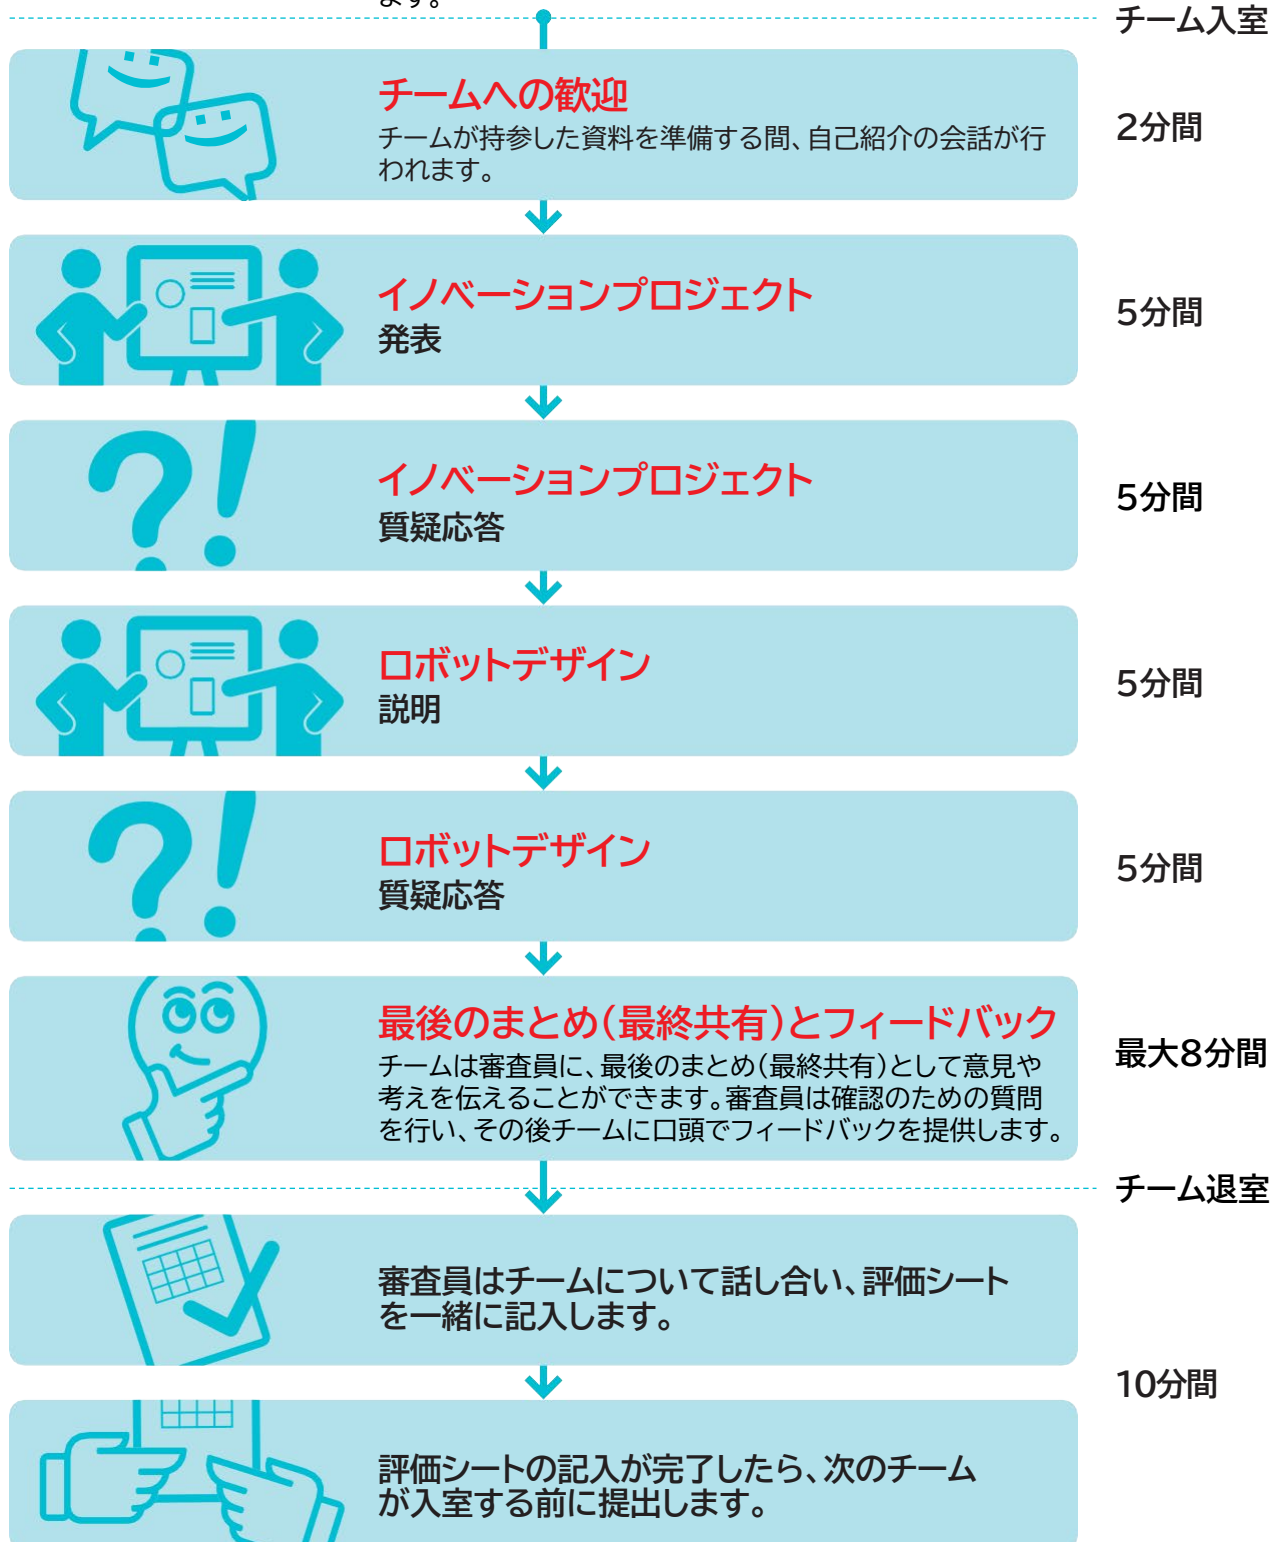 ます。
チーム入室
チームへの歓迎
チームが持参した資料を準備する間、自己紹介の会話が行
われます。
2分間
イノベーションプロジェクト
発表
5分間
イノベーションプロジェクト
質疑応答
5分間
ロボットデザイン
説明
5分間
ロボットデザイン
質疑応答
5分間
最後のまとめ(最終共有)とフィードバック
チームは審査員に、最後のまとめ(最終共有)として意見や
考えを伝えることができます。審査員は確認のための質問
を行い、その後チームに口頭でフィードバックを提供します。
最大8分間
チーム退室
審査員はチームについて話し合い、評価シート
を一緒に記入します。
10分間
評価シートの記入が完了したら、次のチーム
が入室する前に提出します。